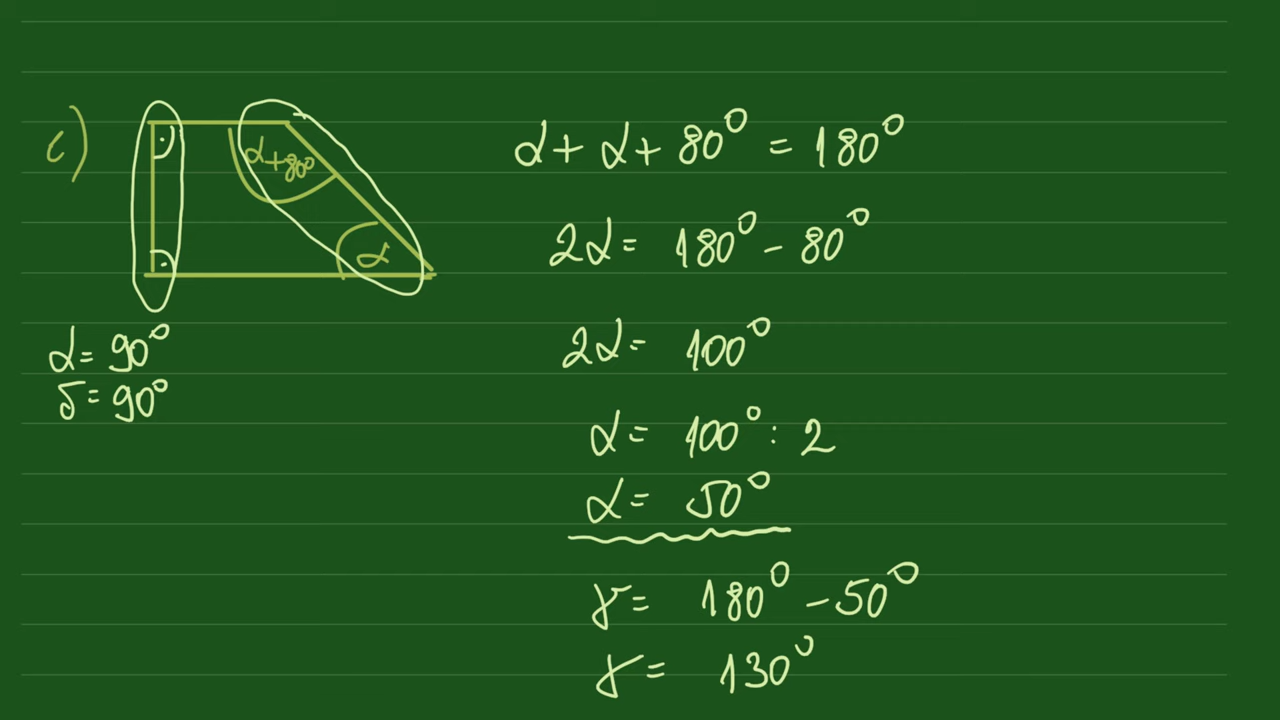 c)
α+80°
α
α = 90°
δ = 90°
α + α + 80° = 180°
2α = 180° - 80°
2α = 100°
α = 100° : 2
α = 50°
γ = 180° - 50°
γ = 130°